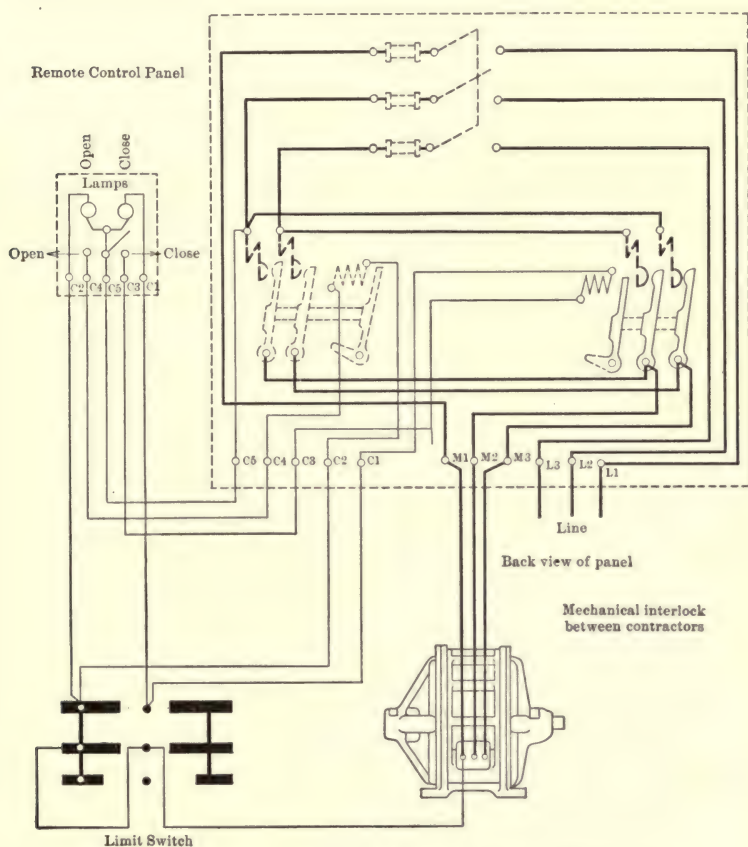 Remote Control Panel
Open
Close
Lamps
Open
Close
C2
C4
C5
C3
C1
C5
C4
C3
C2
C1
M1
M2
M3
L3
L2
L1
Line
Back view of panel
Mechanical interlock
between contractors
Limit Switch